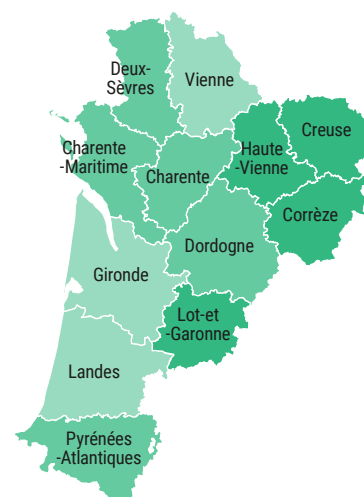 Deux-
Sèvres
Vienne
Charente
-Maritime
Charente
Haute
-Vienne
Creuse
Corrèze
Dordogne
Gironde
Lot-et
-Garonne
Landes
Pyrénées
-Atlantiques